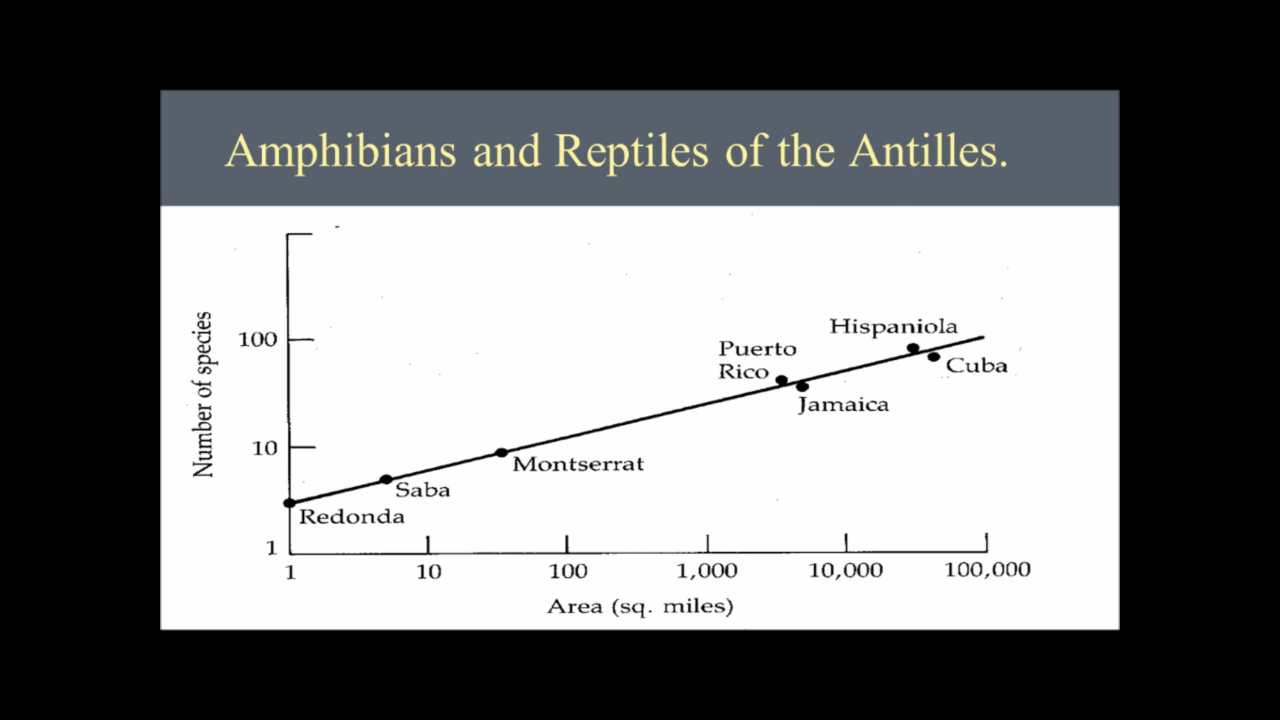 Amphibians and Reptiles of the Antilles.
Number of species
100
10
1
Hispaniola
Puerto
Rico
Cuba
Jamaica
Montserrat
Saba
Redonda
1 10 100 1,000 10,000 100,000
Area (sq. miles)